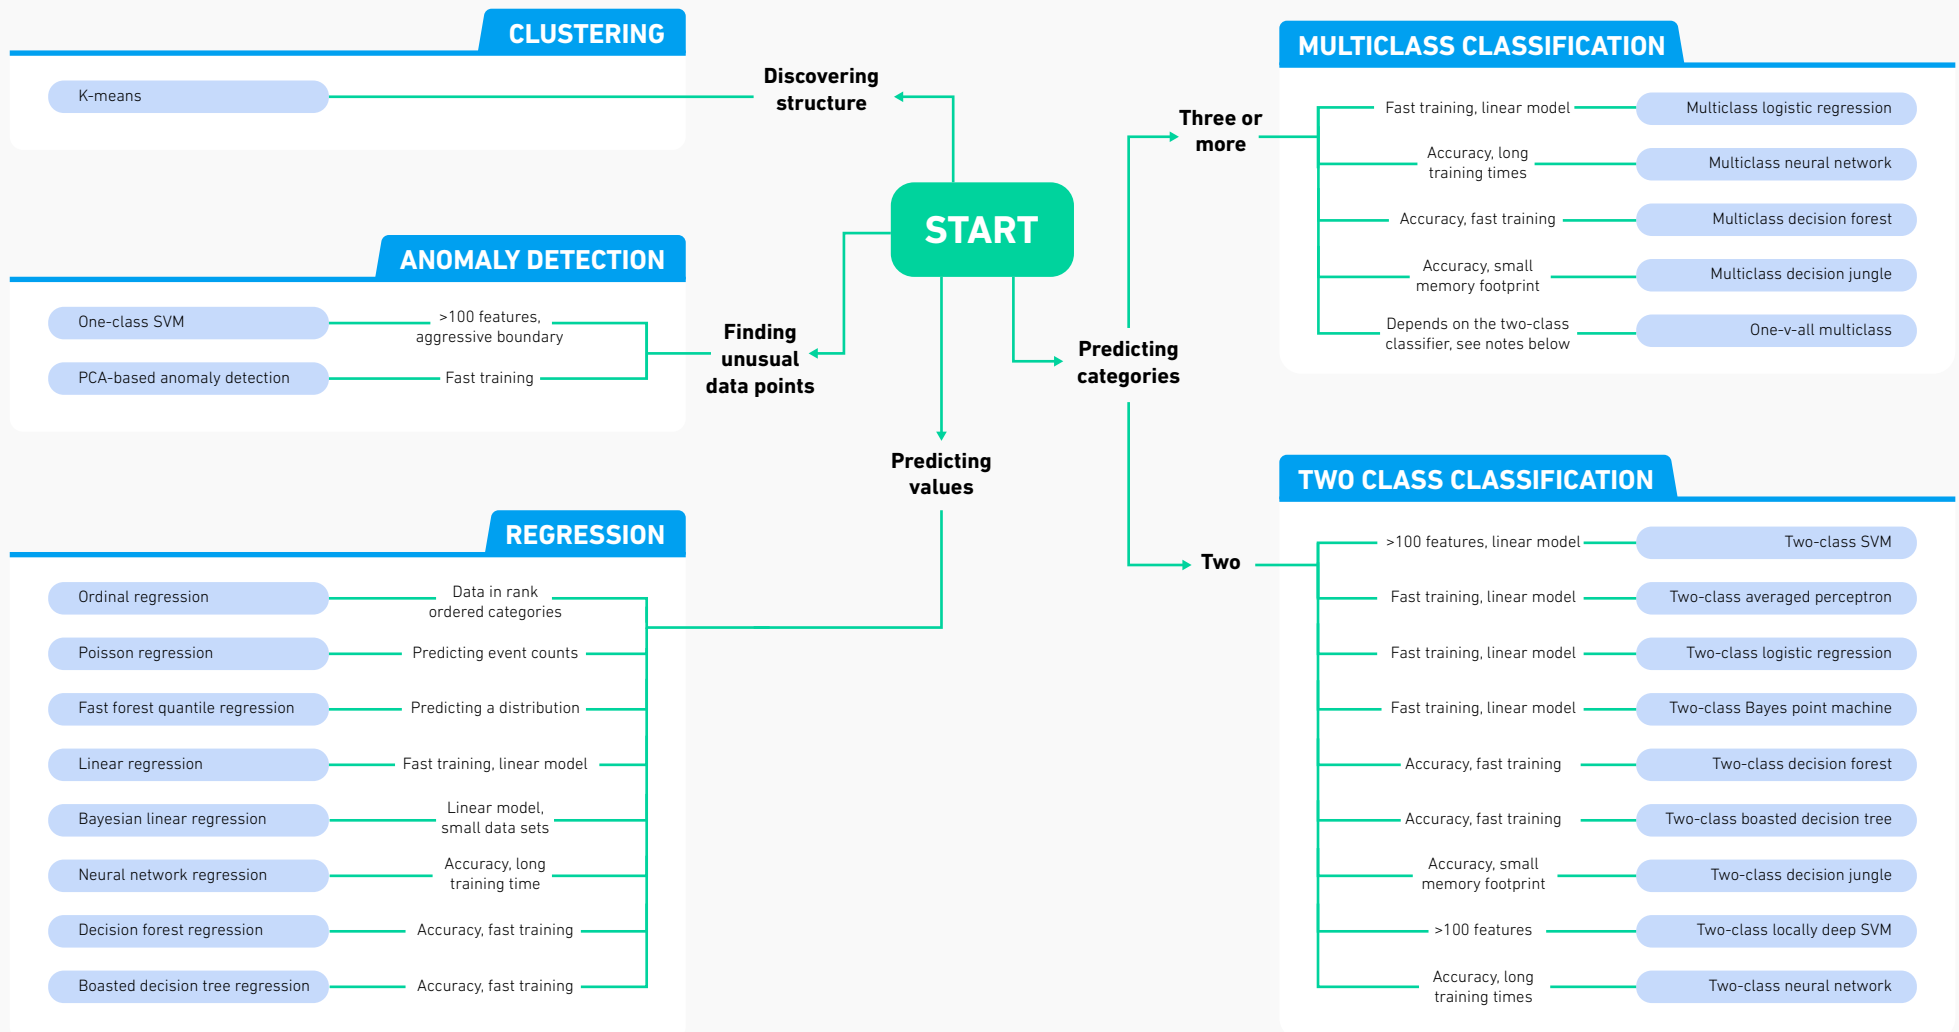 CLUSTERING
K-means
Discovering
structure
START
ANOMALY DETECTION
One-class SVM
>100 features,
aggressive boundary
PCA-based anomaly detection
Fast training
Finding
unusual
data points
Predicting
values
REGRESSION
Ordinal regression
Data in rank
ordered categories
Poisson regression
Predicting event counts
Fast forest quantile regression
Predicting a distribution
Linear regression
Fast training, linear model
Bayesian linear regression
Linear model,
small data sets
Neural network regression
Accuracy, long
training time
Decision forest regression
Accuracy, fast training
Boasted decision tree regression
Accuracy, fast training
Predicting
categories
Three or
more
MULTICLASS CLASSIFICATION
Fast training, linear model
Multiclass logistic regression
Accuracy, long
training times
Multiclass neural network
Accuracy, fast training
Multiclass decision forest
Accuracy, small
memory footprint
Multiclass decision jungle
Depends on the two-class
classifier, see notes below
One-v-all multiclass
Two
TWO CLASS CLASSIFICATION
>100 features, linear model
Two-class SVM
Fast training, linear model
Two-class averaged perceptron
Fast training, linear model
Two-class logistic regression
Fast training, linear model
Two-class Bayes point machine
Accuracy, fast training
Two-class decision forest
Accuracy, fast training
Two-class boasted decision tree
Accuracy, small
memory footprint
Two-class decision jungle
>100 features
Two-class locally deep SVM
Accuracy, long
training times
Two-class neural network